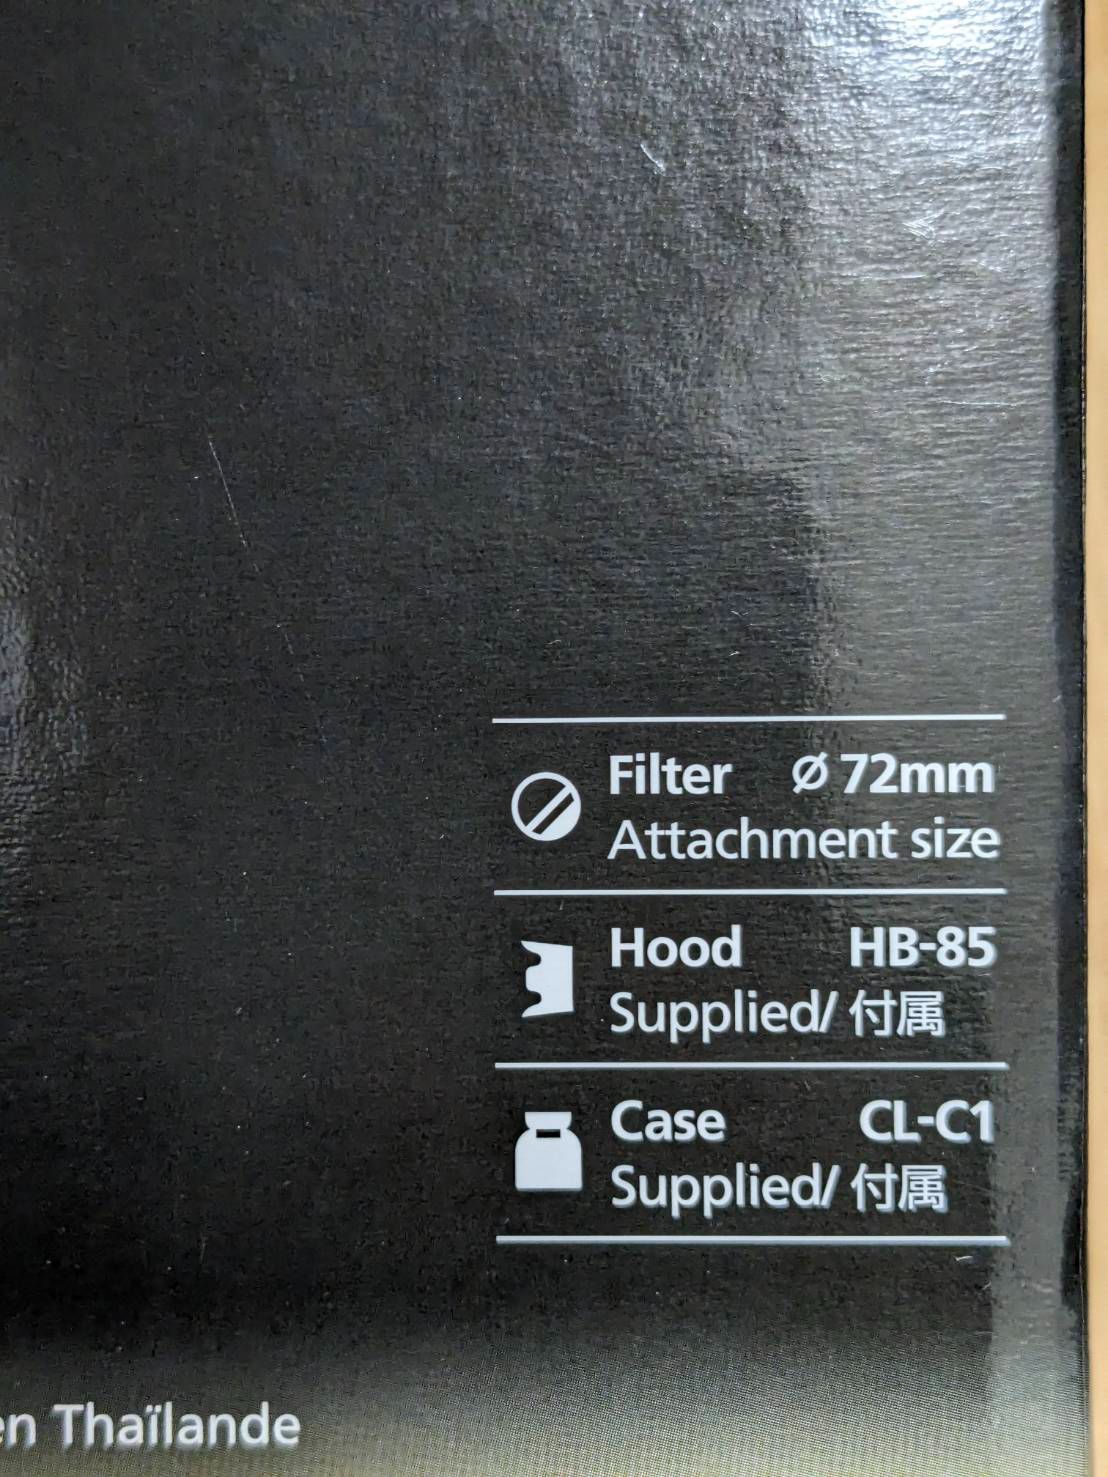 Filter ⌀ 72mm
Attachment size
Hood HB-85
Supplied/ 付属
Case CL-C1
Supplied/ 付属
en Thaïlande